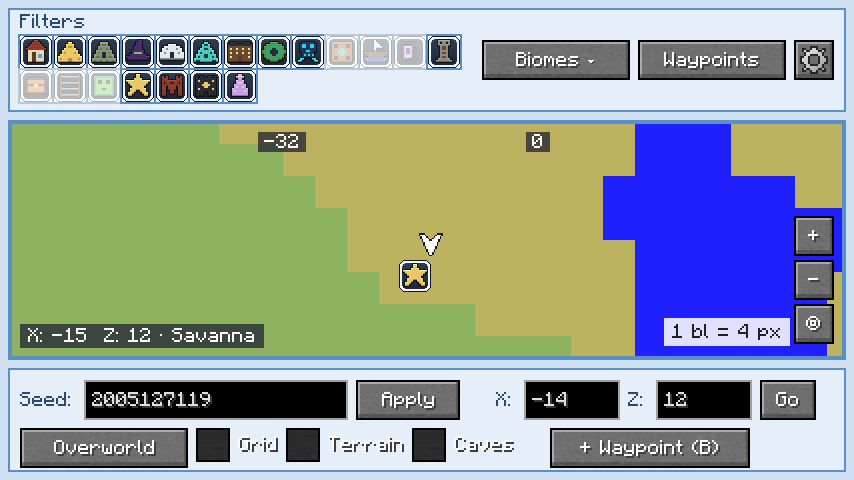 Filters
Biomes
Waypoints
-32
0
+
-
X: -15 Z: 12 · Savanna
1 bl = 4 px
Seed: 2005127119 Apply X: -14 Z: 12 Go
Overworld Grid Terrain Caves + Waypoint (B)